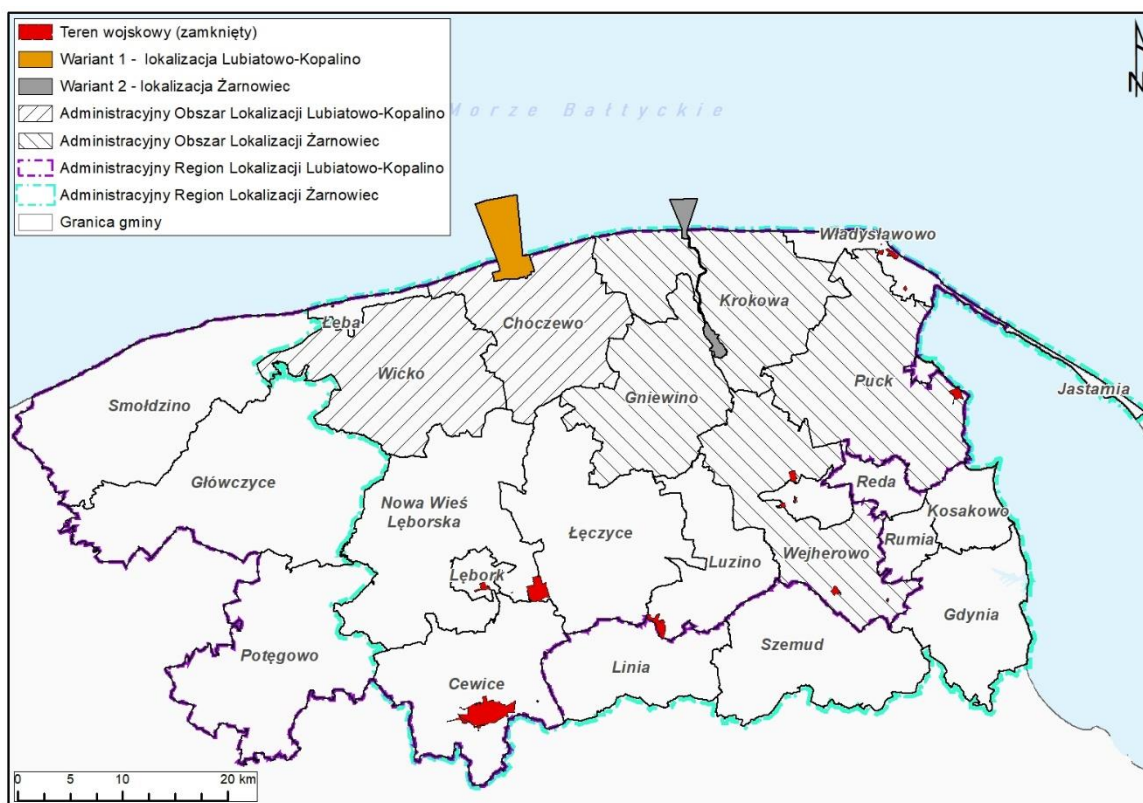 Teren wojskowy (zamknięty)
Wariant 1 - lokalizacja Lubiatowo-Kopalino
Wariant 2 - lokalizacja Żarnowiec
Administracyjny Obszar Lokalizacji Lubiatowo-Kopalino
Administracyjny Obszar Lokalizacji Żarnowiec
Administracyjny Region Lokalizacji Lubiatowo-Kopalino
Administracyjny Region Lokalizacji Żarnowiec
Granica gminy
N
Morze Bałtyckie
Władysławowo
Krokowa
Łeba
Choczewo
Wicko
Puck
Jastarnia
Gniewino
Smołdzino
Główczyce
Reda
Nowa Wieś
Lęborska
Kosakowo
Łęczyce
Rumia
Luzino
Wejherowo
Lębork
Gdynia
Szemud
Potęgowo
Linia
Cewice
0 5 10 20 km